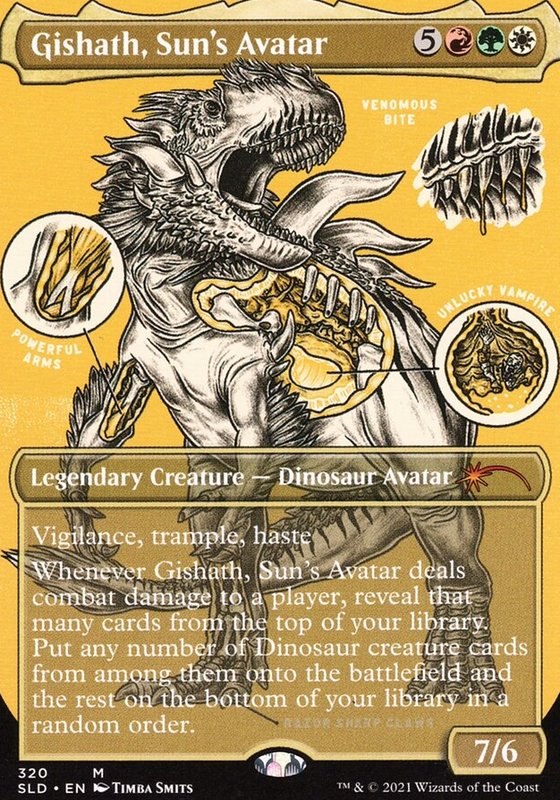 Gishath, Sun's Avatar 5
VENOMOUS
BITE
POWERFUL
ARMS
UNLUCKY VAMPIRE
Legendary Creature — Dinosaur Avatar
Vigilance, trample, haste
Whenever Gishath, Sun's Avatar deals
combat damage to a player, reveal that
many cards from the top of your library.
Put any number of Dinosaur creature cards
from among them onto the battlefield and
the rest on the bottom of your library in a
random order.
RAZOR SHARP CLAWS
7/6
320 M
SLD • EN TIMBA SMITS
™ & © 2021 Wizards of the Coast